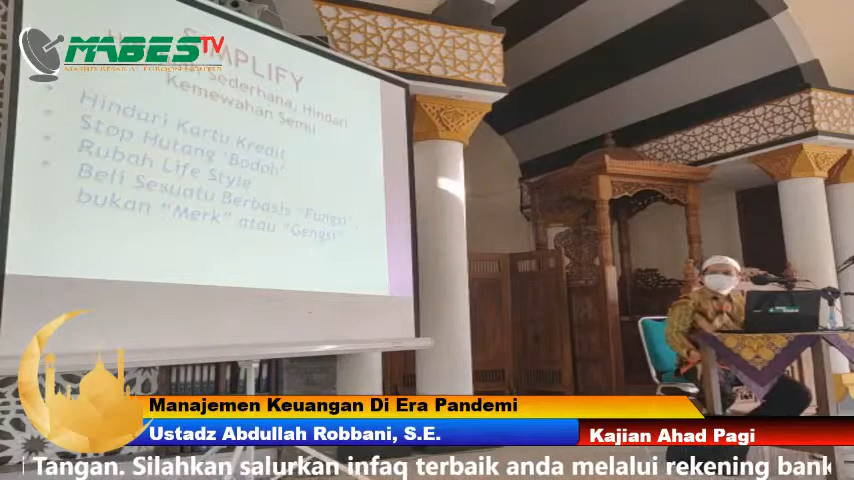 MABES TV
SIMPLIFY
Sederhana, Hindari
Kemewahan Semu
Hindari Kartu Kredit
Stop Hutang "Bodoh"
Rubah Life Style
Beli Sesuatu Berbasis "Fungsi",
bukan "Merk" atau "Gengsi"
Manajemen Keuangan Di Era Pandemi
Ustadz Abdullah Robbani, S.E.
Kajian Ahad Pagi
Tangan. Silahkan salurkan infaq terbaik anda melalui rekening bank